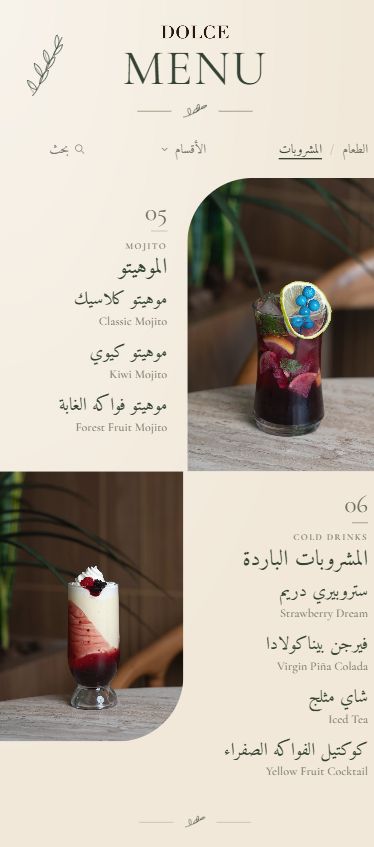 DOLCE
MENU
الطعام / المشروبات
الأقسام
بحث
05
MOJITO
الموهيتو
موهيتو كلاسيك
Classic Mojito
موهيتو كيوي
Kiwi Mojito
موهيتو فواكه الغابة
Forest Fruit Mojito
06
COLD DRINKS
المشروبات الباردة
ستروبيري دريم
Strawberry Dream
فيرجن بيناكولادا
Virgin Piña Colada
شاي مثلج
Iced Tea
كوكتيل الفواكه الصفراء
Yellow Fruit Cocktail